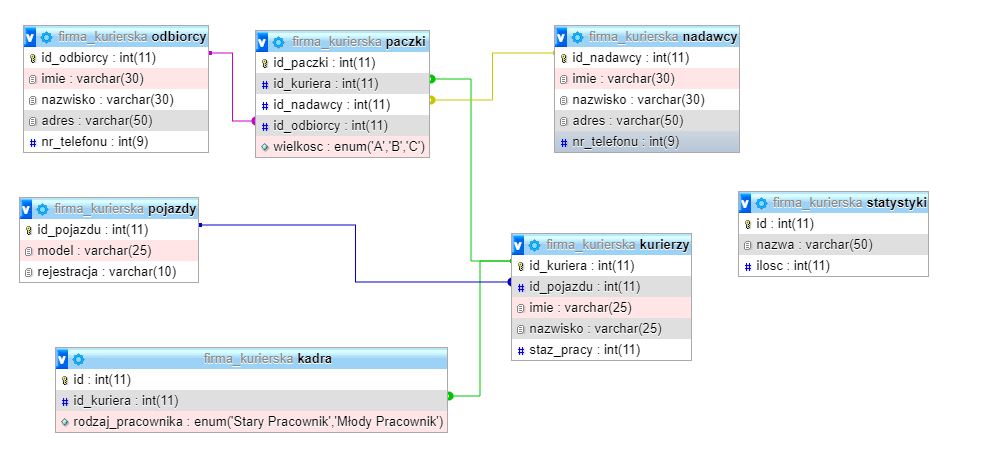 firma_kurierska odbiorcy
id_odbiorcy : int(11)
imie : varchar(30)
nazwisko : varchar(30)
adres : varchar(50)
nr_telefonu : int(9)
firma_kurierska paczki
id_paczki : int(11)
id_kuriera : int(11)
id_nadawcy : int(11)
id_odbiorcy : int(11)
wielkosc : enum('A','B','C')
firma_kurierska nadawcy
id_nadawcy : int(11)
imie : varchar(30)
nazwisko : varchar(30)
adres : varchar(50)
nr_telefonu : int(9)
firma_kurierska pojazdy
id_pojazdu : int(11)
model : varchar(25)
rejestracja : varchar(10)
firma_kurierska statystyki
id : int(11)
nazwa : varchar(50)
ilosc : int(11)
firma_kurierska kurierzy
id_kuriera : int(11)
id_pojazdu : int(11)
imie : varchar(25)
nazwisko : varchar(25)
staz_pracy : int(11)
firma_kurierska kadra
id : int(11)
id_kuriera : int(11)
rodzaj_pracownika : enum('Stary Pracownik','Młody Pracownik')